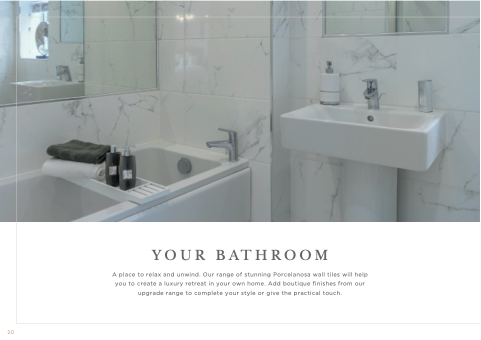 YOUR BATHROOM
A place to relax and unwind. Our range of stunning Porcelanosa wall tiles will help
you to create a luxury retreat in your own home. Add boutique finishes from our
upgrade range to complete your style or give the practical touch.
20